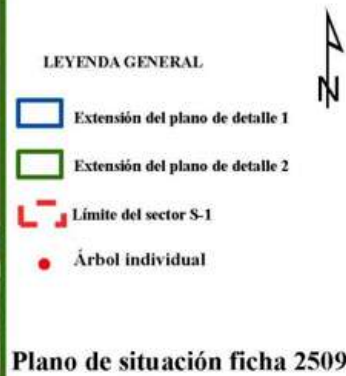 LEYENDA GENERAL
N
Extensión del plano de detalle 1
Extensión del plano de detalle 2
Límite del sector S-1
Árbol individual
Plano de situación ficha 2509